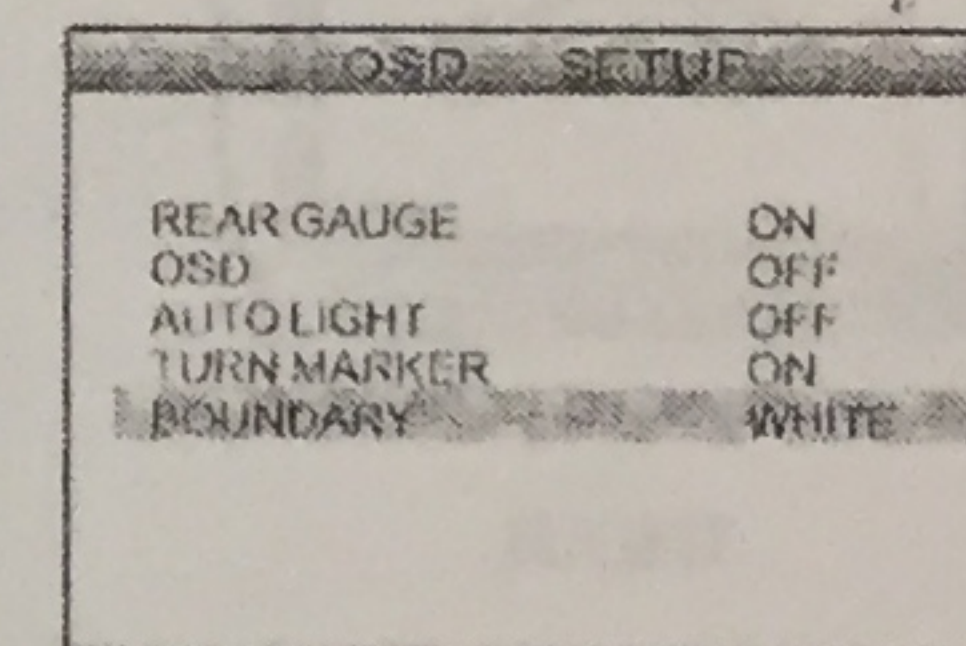 OSD SETUP
REAR GAUGE ON
OSD OFF
AUTO LIGHT OFF
TURN MARKER ON
BOUNDARY WHITE